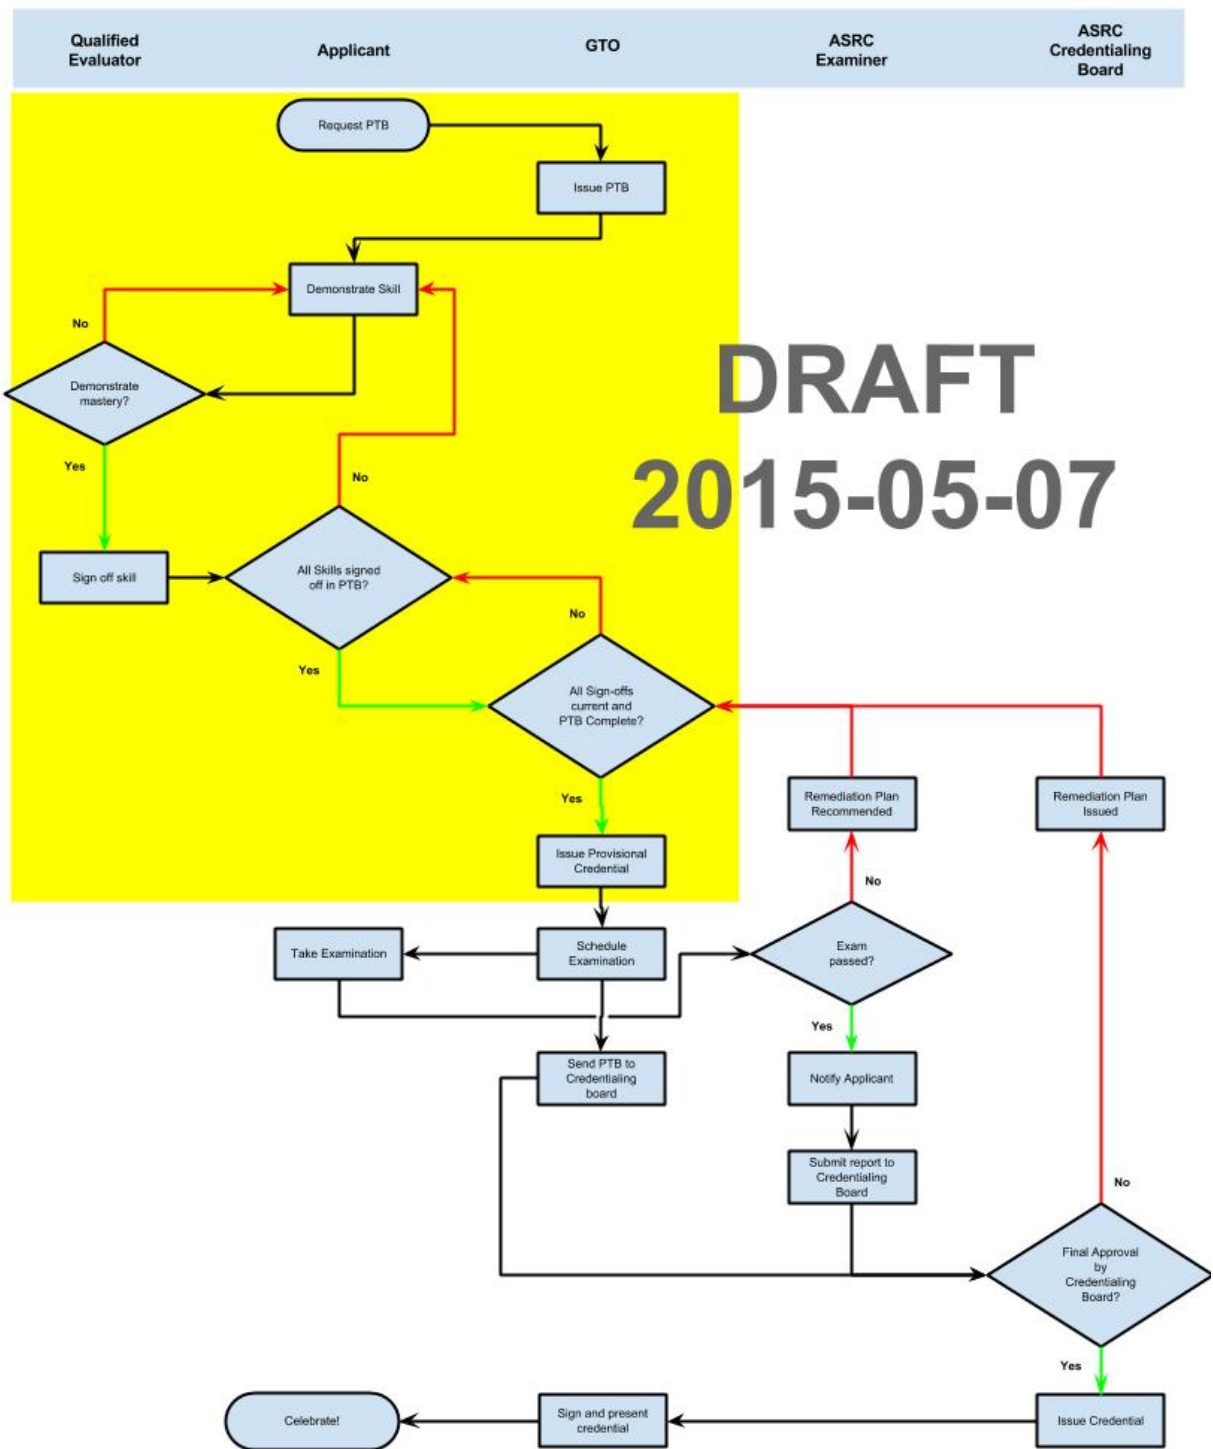 Qualified
Evaluator
Applicant
GTO
ASRC
Examiner
ASRC
Credentialing
Board
Request PTB
Issue PTB
Demonstrate Skill
No
Demonstrate
mastery?
DRAFT
2015-05-07
Yes
No
Sign off skill
All Skills signed
off in PTB?
No
Yes
All Sign-offs
current and
PTB Complete?
Yes
Remediation Plan
Recommended
Remediation Plan
Issued
Issue Provisional
Credential
No
Take Examination
Schedule
Examination
Exam
passed?
Yes
Send PTB to
Credentialing
board
Notify Applicant
Submit report to
Credentialing
Board
No
Final Approval
by
Credentialing
Board?
Yes
Celebrate!
Sign and present
credential
Issue Credential